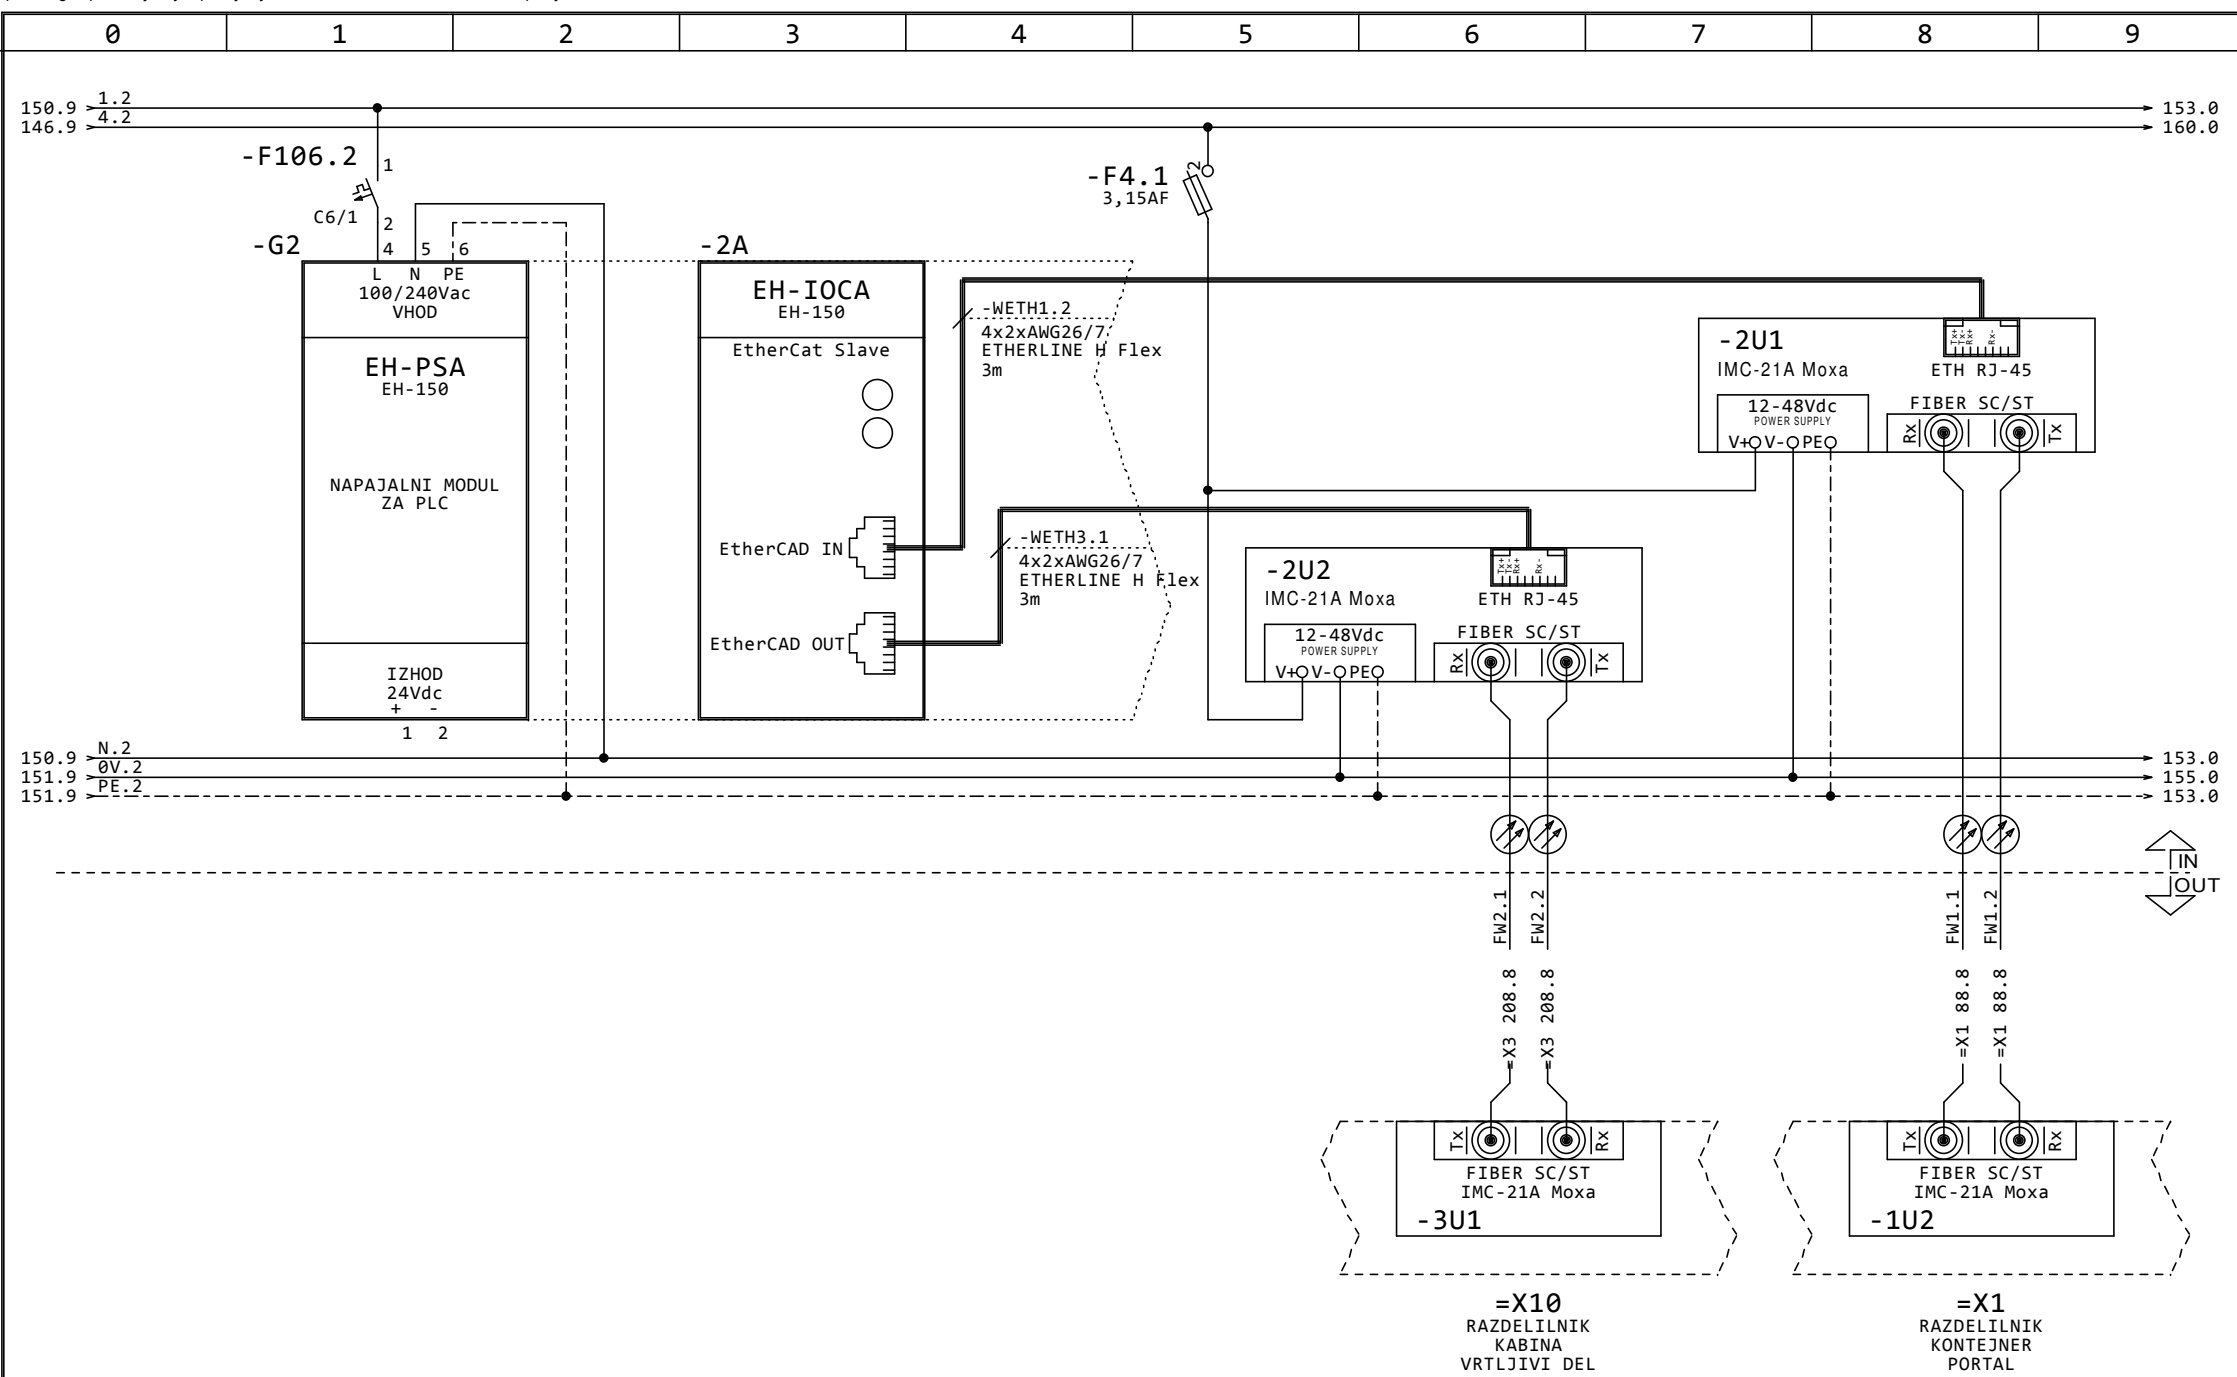 0 1 2 3 4 5 6 7 8 9
150.9 1.2 153.0
146.9 4.2 160.0
-F106.2
1
C6/1
2
-F4.1
3,15AF
2
-G2
4 5 6
L N PE
100/240Vac
VHOD
EH-PSA
EH-150
NAPAJALNI MODUL
ZA PLC
IZHOD
24Vdc
+ -
1 2
-2A
EH-IOCA
EH-150
EtherCat Slave
EtherCAD IN
EtherCAD OUT
-WETH1.2
4x2xAWG26/7
ETHERLINE H Flex
3m
-WETH3.1
4x2xAWG26/7
ETHERLINE H Flex
3m
-2U1
IMC-21A Moxa
Tx+
Tx-
Rx+
Rx-
ETH RJ-45
12-48Vdc
POWER SUPPLY
V+ V- PE
FIBER SC/ST
Rx Tx
-2U2
IMC-21A Moxa
Tx+
Tx-
Rx+
Rx-
ETH RJ-45
12-48Vdc
POWER SUPPLY
V+ V- PE
FIBER SC/ST
Rx Tx
150.9 N.2 153.0
151.9 0V.2 155.0
151.9 PE.2 153.0
IN
OUT
FW2.1
FW2.2
FW1.1
FW1.2
=X3 208.8
=X3 208.8
=X1 88.8
=X1 88.8
Tx Rx
FIBER SC/ST
IMC-21A Moxa
-3U1
=X10
RAZDELILNIK
KABINA
VRTLJIVI DEL
Tx Rx
FIBER SC/ST
IMC-21A Moxa
-1U2
=X1
RAZDELILNIK
KONTEJNER
PORTAL